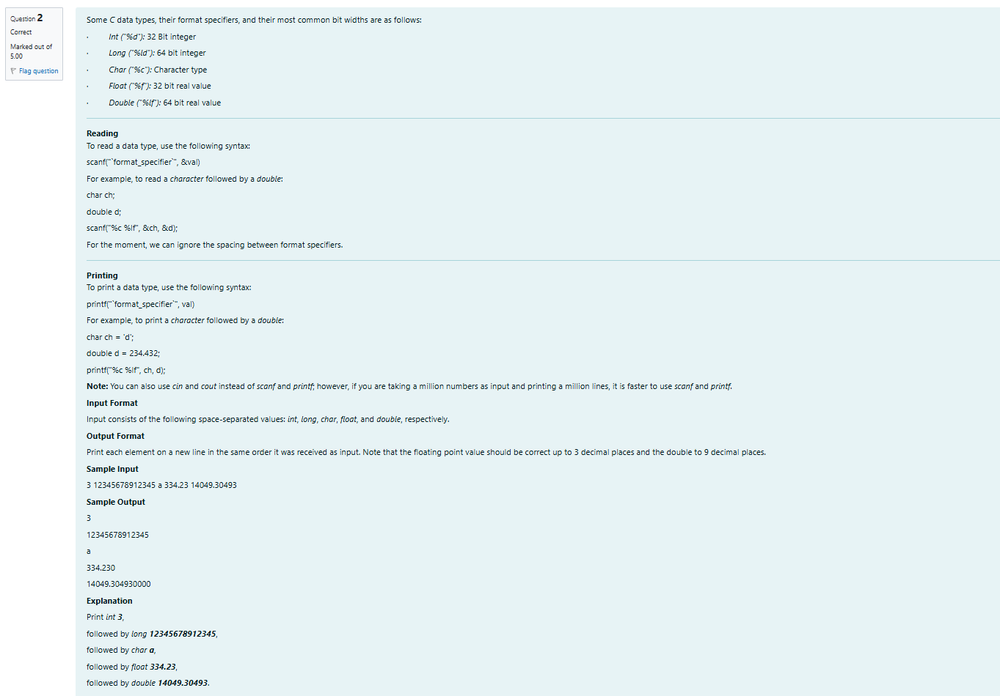 Question 2
Correct
Marked out of
5.00
Flag question
Some C data types, their format specifiers, and their most common bit widths are as follows:
· Int ("%d"): 32 Bit integer
· Long ("%ld"): 64 bit integer
· Char ("%c"): Character type
· Float ("%f"): 32 bit real value
· Double ("%lf"): 64 bit real value
Reading
To read a data type, use the following syntax:
scanf("`format_specifier`", &val)
For example, to read a character followed by a double:
char ch;
double d;
scanf("%c %lf", &ch, &d);
For the moment, we can ignore the spacing between format specifiers.
Printing
To print a data type, use the following syntax:
printf("`format_specifier`", val)
For example, to print a character followed by a double:
char ch = 'd';
double d = 234.432;
printf("%c %lf", ch, d);
Note: You can also use cin and cout instead of scanf and printf; however, if you are taking a million numbers as input and printing a million lines, it is faster to use scanf and printf.
Input Format
Input consists of the following space-separated values: int, long, char, float, and double, respectively.
Output Format
Print each element on a new line in the same order it was received as input. Note that the floating point value should be correct up to 3 decimal places and the double to 9 decimal places.
Sample Input
3 12345678912345 a 334.23 14049.30493
Sample Output
3
12345678912345
a
334.230
14049.304930000
Explanation
Print int 3,
followed by long 12345678912345,
followed by char a,
followed by float 334.23,
followed by double 14049.30493.